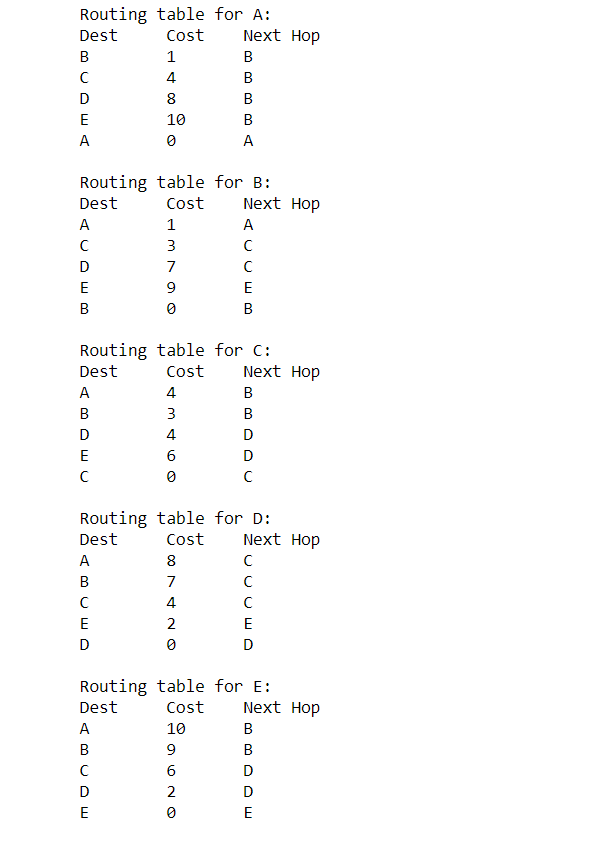 Routing table for A:
Dest Cost Next Hop
B 1 B
C 4 B
D 8 B
E 10 B
A 0 A
Routing table for B:
Dest Cost Next Hop
A 1 A
C 3 C
D 7 C
E 9 E
B 0 B
Routing table for C:
Dest Cost Next Hop
A 4 B
B 3 B
D 4 D
E 6 D
C 0 C
Routing table for D:
Dest Cost Next Hop
A 8 C
B 7 C
C 4 C
E 2 E
D 0 D
Routing table for E:
Dest Cost Next Hop
A 10 B
B 9 B
C 6 D
D 2 D
E 0 E